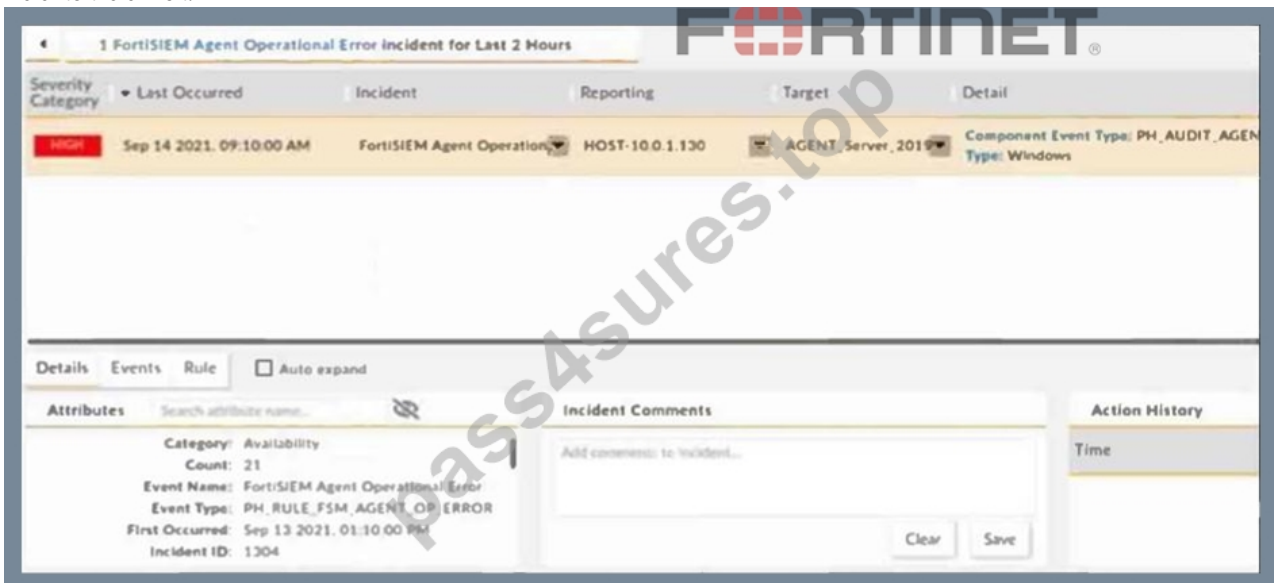 FORTINET®
1 FortiSIEM Agent Operational Error Incident for Last 2 Hours
Severity Category Last Occurred Incident Reporting Target Detail
HIGH Sep 14 2021, 09:10:00 AM FortiSIEM Agent Operation HOST-10.0.1.130 AGENT_Server_2019 Component Event Type: PH_AUDIT_AGEN
Type: Windows
Details Events Rule Auto expand
Attributes Search attribute name... Incident Comments Action History
Category: Availability Add comments to incident... Time
Count: 21
Event Name: FortiSIEM Agent Operational Error
Event Type: PH_RULE_FSM_AGENT_OP_ERROR
First Occurred: Sep 13 2021, 01:10:00 PM
Incident ID: 1304 Clear Save
pass4sures.top